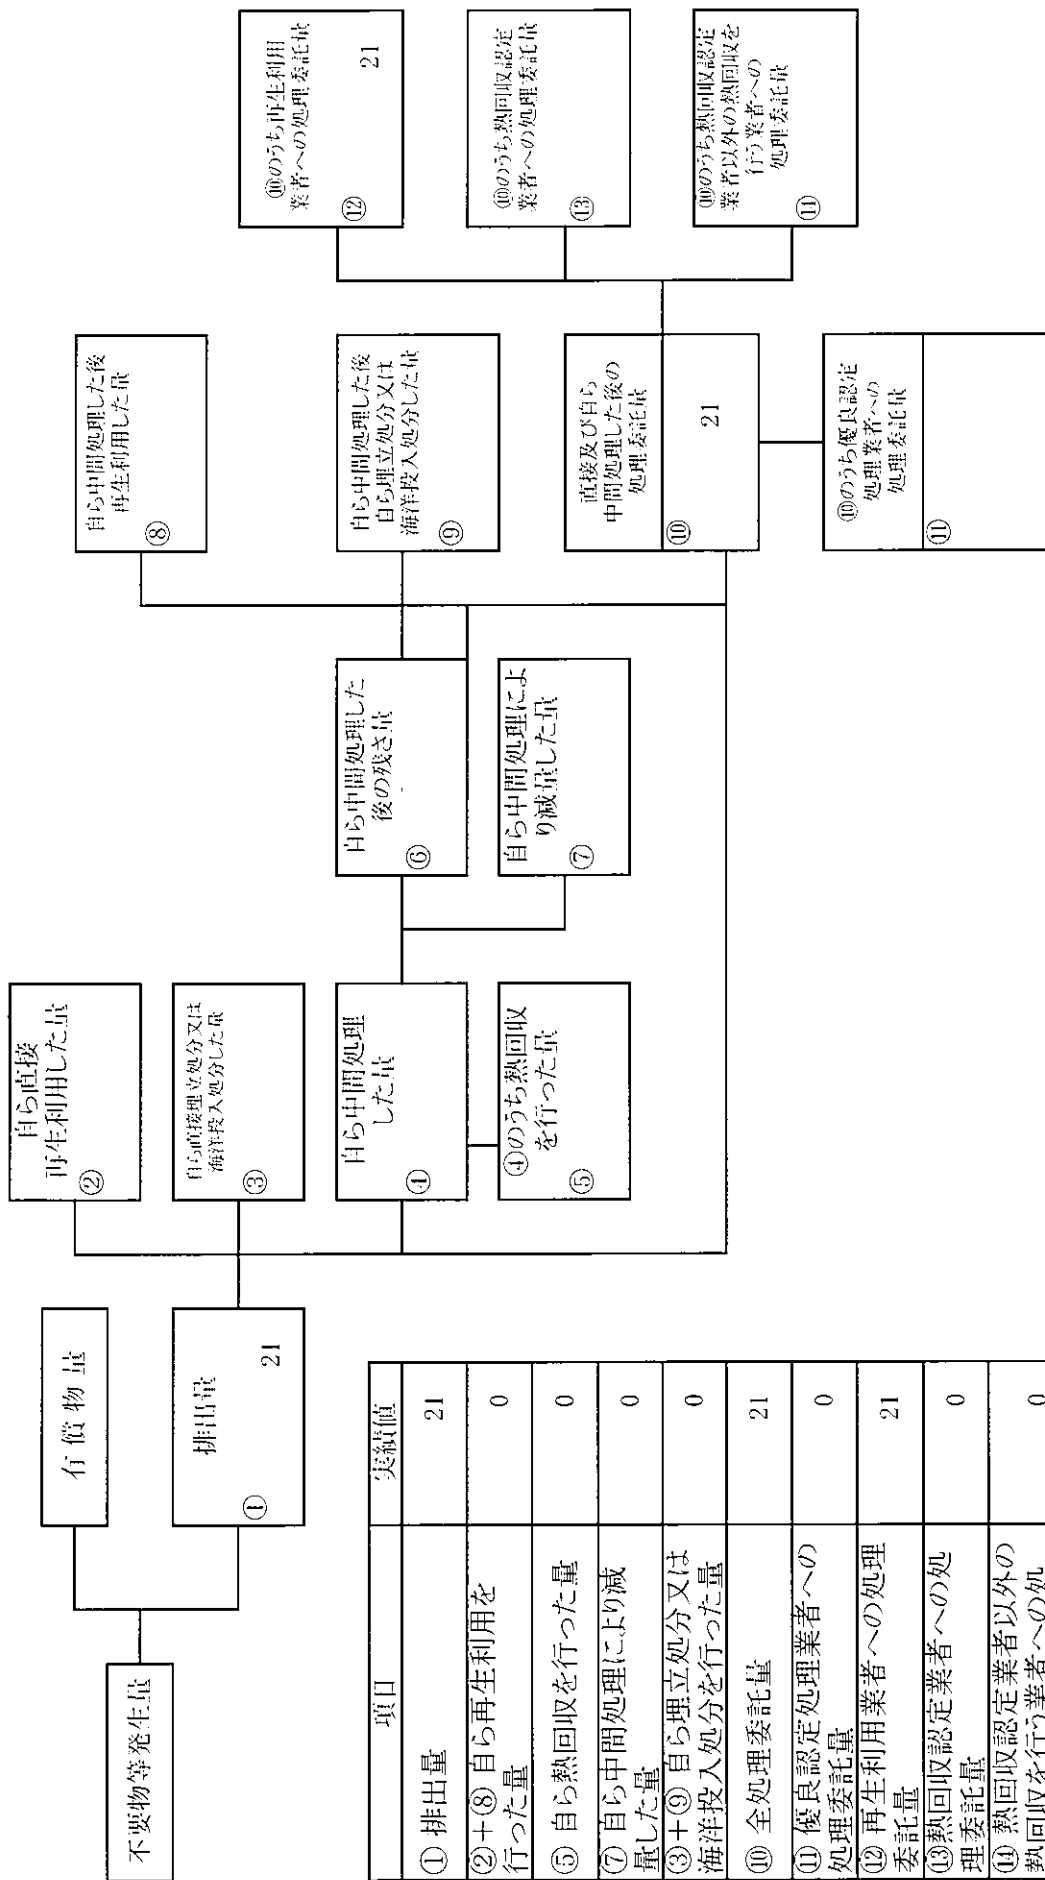 不要物等発生量
有償物量
排出量
①
21
自ら直接
再生利用した量
②
自ら直接埋立処分又は
海洋投入処分した量
③
自ら中間処理
した量
④
④のうち熱回収
を行った量
⑤
自ら中間処理した
後の残さ量
⑥
自ら中間処理によ
り減量した量
⑦
自ら中間処理した後
再生利用した量
⑧
自ら中間処理した後
自ら埋立処分又は
海洋投入処分した量
⑨
直接及び自ら
中間処理した後の
処理委託量
⑩
21
⑩のうち優良認定
処理業者への
処理委託量
⑪
⑩のうち再生利用
業者への処理委託量
⑫
21
⑩のうち熱回収認定
業者への処理委託量
⑬
⑩のうち熱回収認定
業者以外の熱回収を
行う業者への
処理委託量
⑭
項目 実績値
① 排出量 21
②+⑧ 自ら再生利用を
行った量 0
⑤ 自ら熱回収を行った量 0
⑦ 自ら中間処理により減
量した量 0
③+⑨ 自ら埋立処分又は
海洋投入処分を行った量 0
⑩ 全処理委託量 21
⑪ 優良認定処理業者への
処理委託量 0
⑫ 再生利用業者への処理
委託量 21
⑬熱回収認定業者への処
理委託量 0
⑭ 熱回収認定業者以外の
熱回収を行う業者への処 0